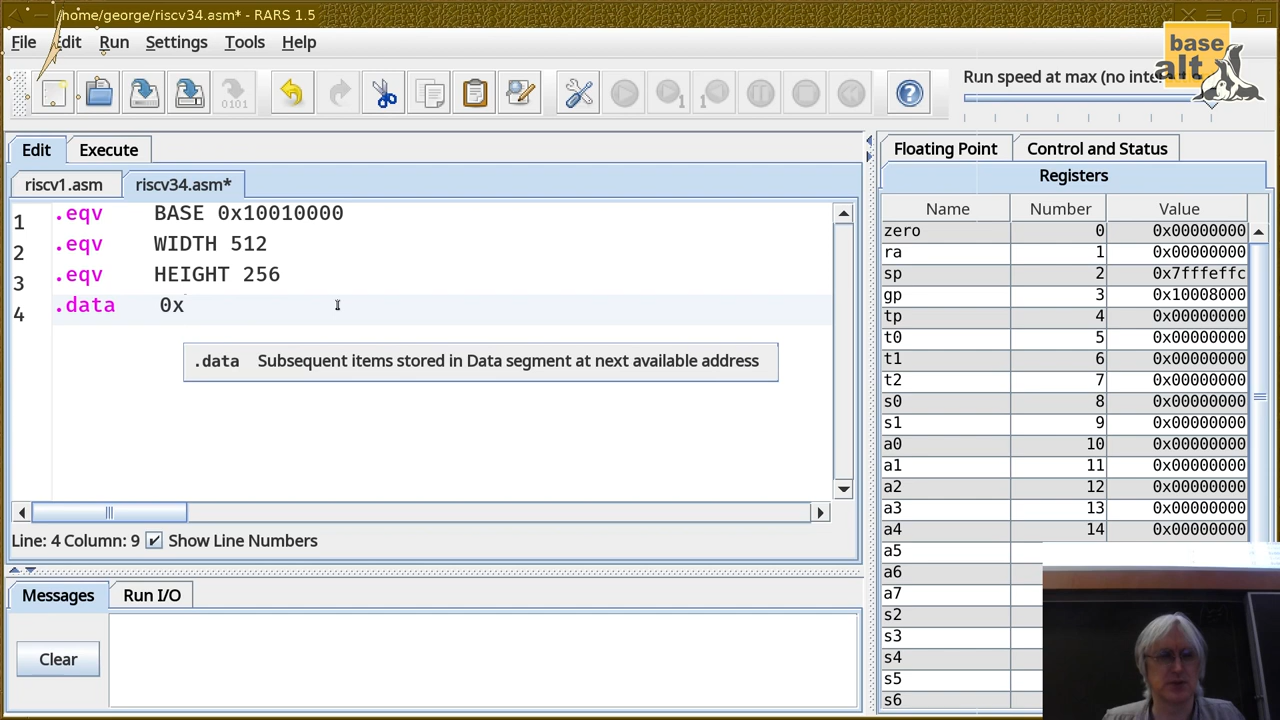 /home/george/riscv34.asm* - RARS 1.5
File Edit Run Settings Tools Help
base alt
Run speed at max (no inte
Edit Execute
riscv1.asm riscv34.asm*
1 .eqv BASE 0x10010000
2 .eqv WIDTH 512
3 .eqv HEIGHT 256
4 .data 0x
.data Subsequent items stored in Data segment at next available address
Line: 4 Column: 9 Show Line Numbers
Messages Run I/O
Clear
Floating Point Control and Status
Registers
Name Number Value
zero 0 0x00000000
ra 1 0x00000000
sp 2 0x7fffeffc
gp 3 0x10008000
tp 4 0x00000000
t0 5 0x00000000
t1 6 0x00000000
t2 7 0x00000000
s0 8 0x00000000
s1 9 0x00000000
a0 10 0x00000000
a1 11 0x00000000
a2 12 0x00000000
a3 13 0x00000000
a4 14 0x00000000
a5
a6
a7
s2
s3
s4
s5
s6